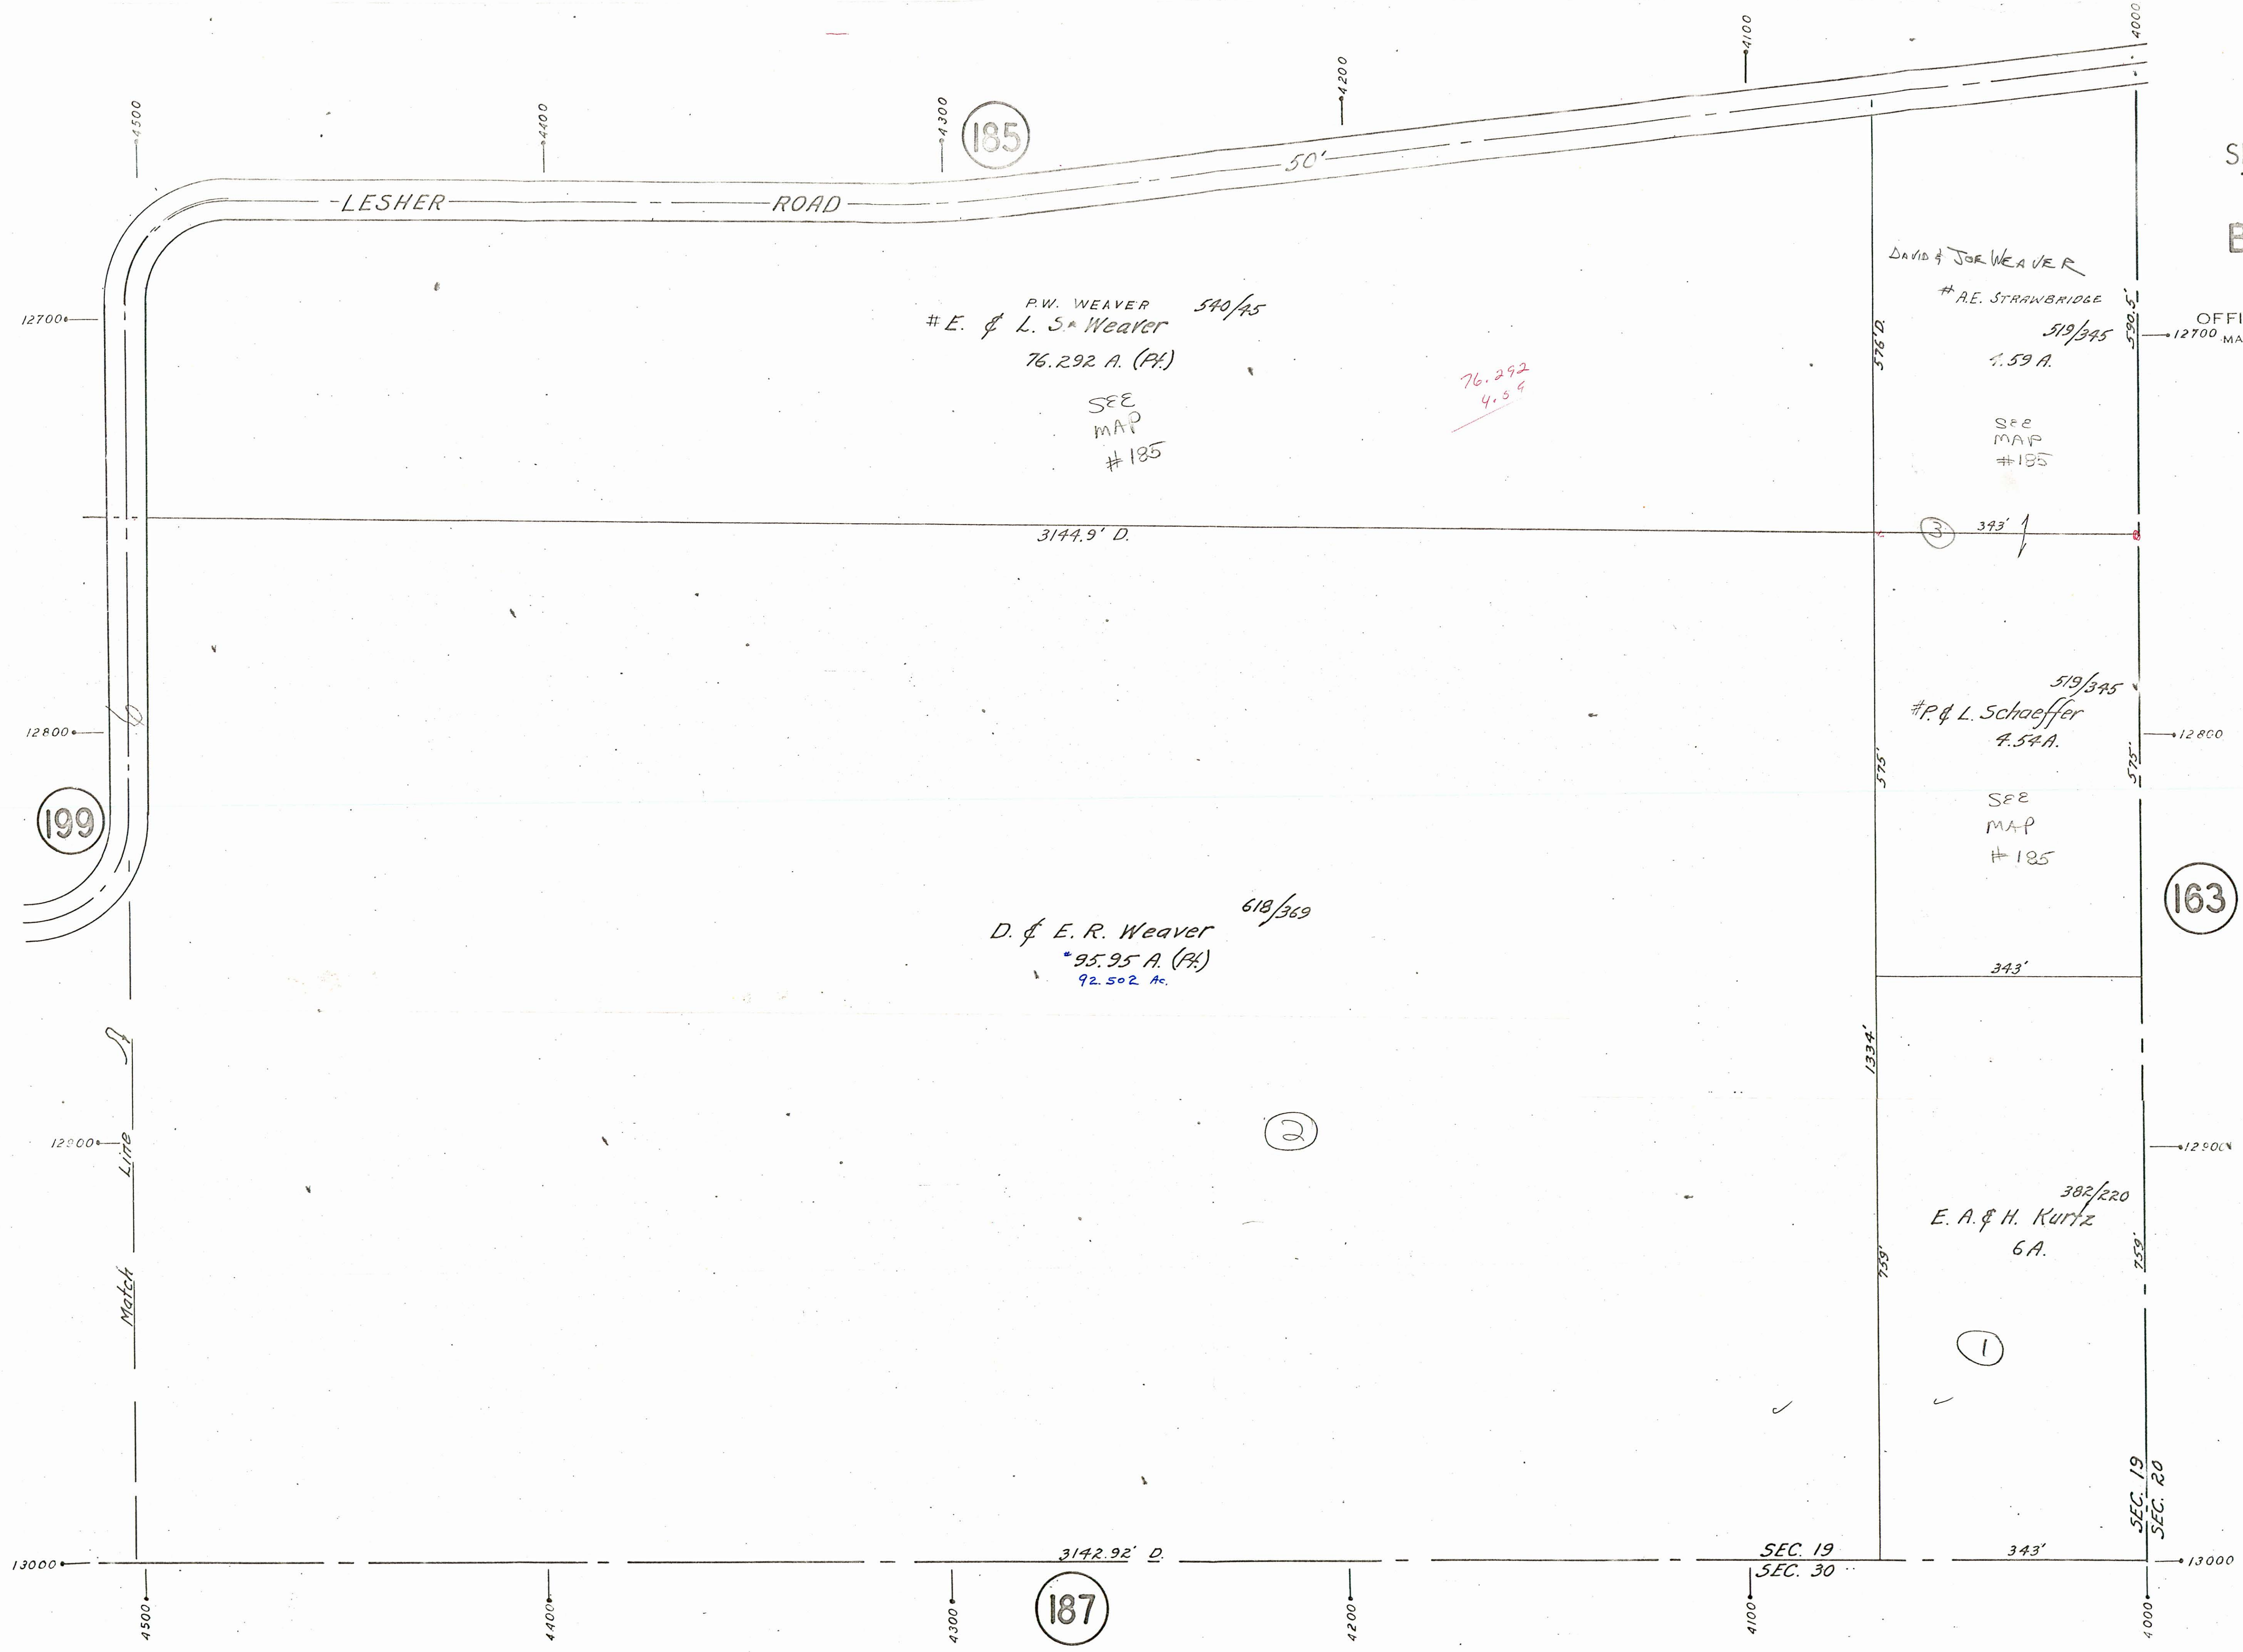 4500
4400
4300
4200
4100
4000
185
50'
LESHER ROAD
DAVID & JOE WEAVER
# A.E. STRAWBRIDGE
519/345
4.59 A.
SEE
MAP
#185
590.5'
576' D.
P.W. WEAVER 540/45
# E. & L. S. Weaver
76.292 A. (Pt.)
SEE
MAP
#185
76.292
4.59
12700
12700
OFFI
MA
3144.9' D.
3
343'
519/345
#P. & L. Schaeffer
4.54 A.
SEE
MAP
#185
575'
575'
12800
12800
199
163
618/369
D. & E. R. Weaver
*95.95 A. (Pt.)
92.502 Ac.
343'
1334'
2
12900
12900
382/220
E. A. & H. Kurtz
6 A.
759'
759'
1
Match Line
SEC. 19
SEC. 20
13000
3142.92' D.
SEC. 19
SEC. 30
343'
13000
187
4500
4400
4300
4200
4100
4000